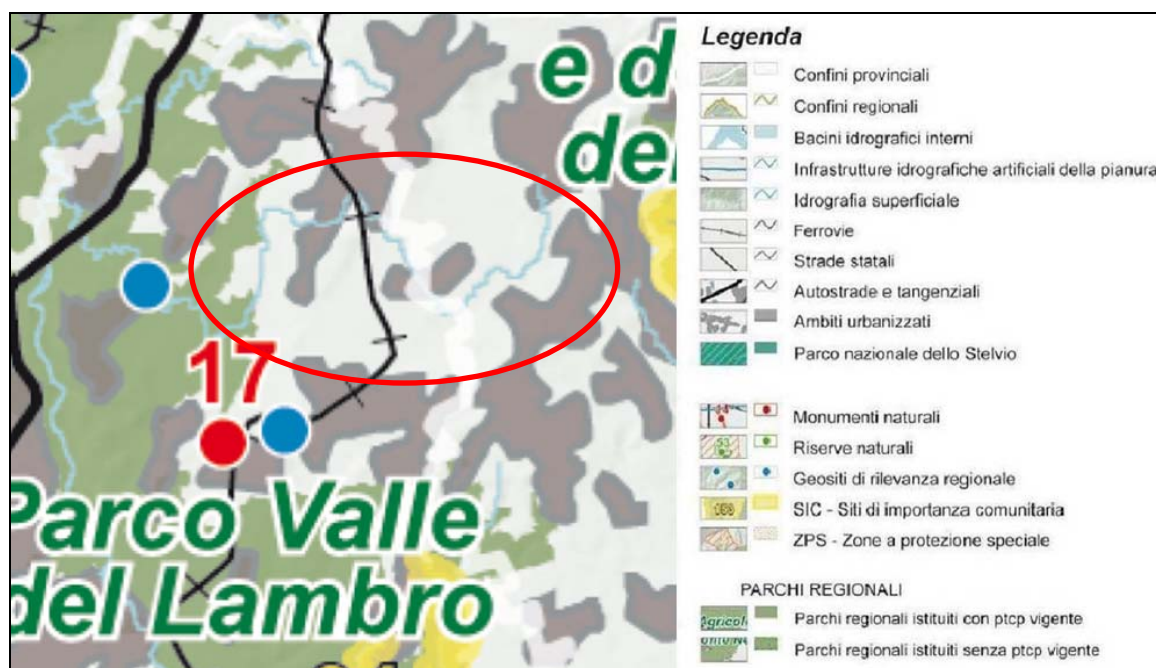 e d
de
17
Parco Valle
del Lambro
Legenda
Confini provinciali
Confini regionali
Bacini idrografici interni
Infrastrutture idrografiche artificiali della pianura
Idrografia superficiale
Ferrovie
Strade statali
Autostrade e tangenziali
Ambiti urbanizzati
Parco nazionale dello Stelvio
Monumenti naturali
Riserve naturali
Geositi di rilevanza regionale
SIC - Siti di importanza comunitaria
ZPS - Zone a protezione speciale
PARCHI REGIONALI
Parchi regionali istituiti con ptcp vigente
Parchi regionali istituiti senza ptcp vigente